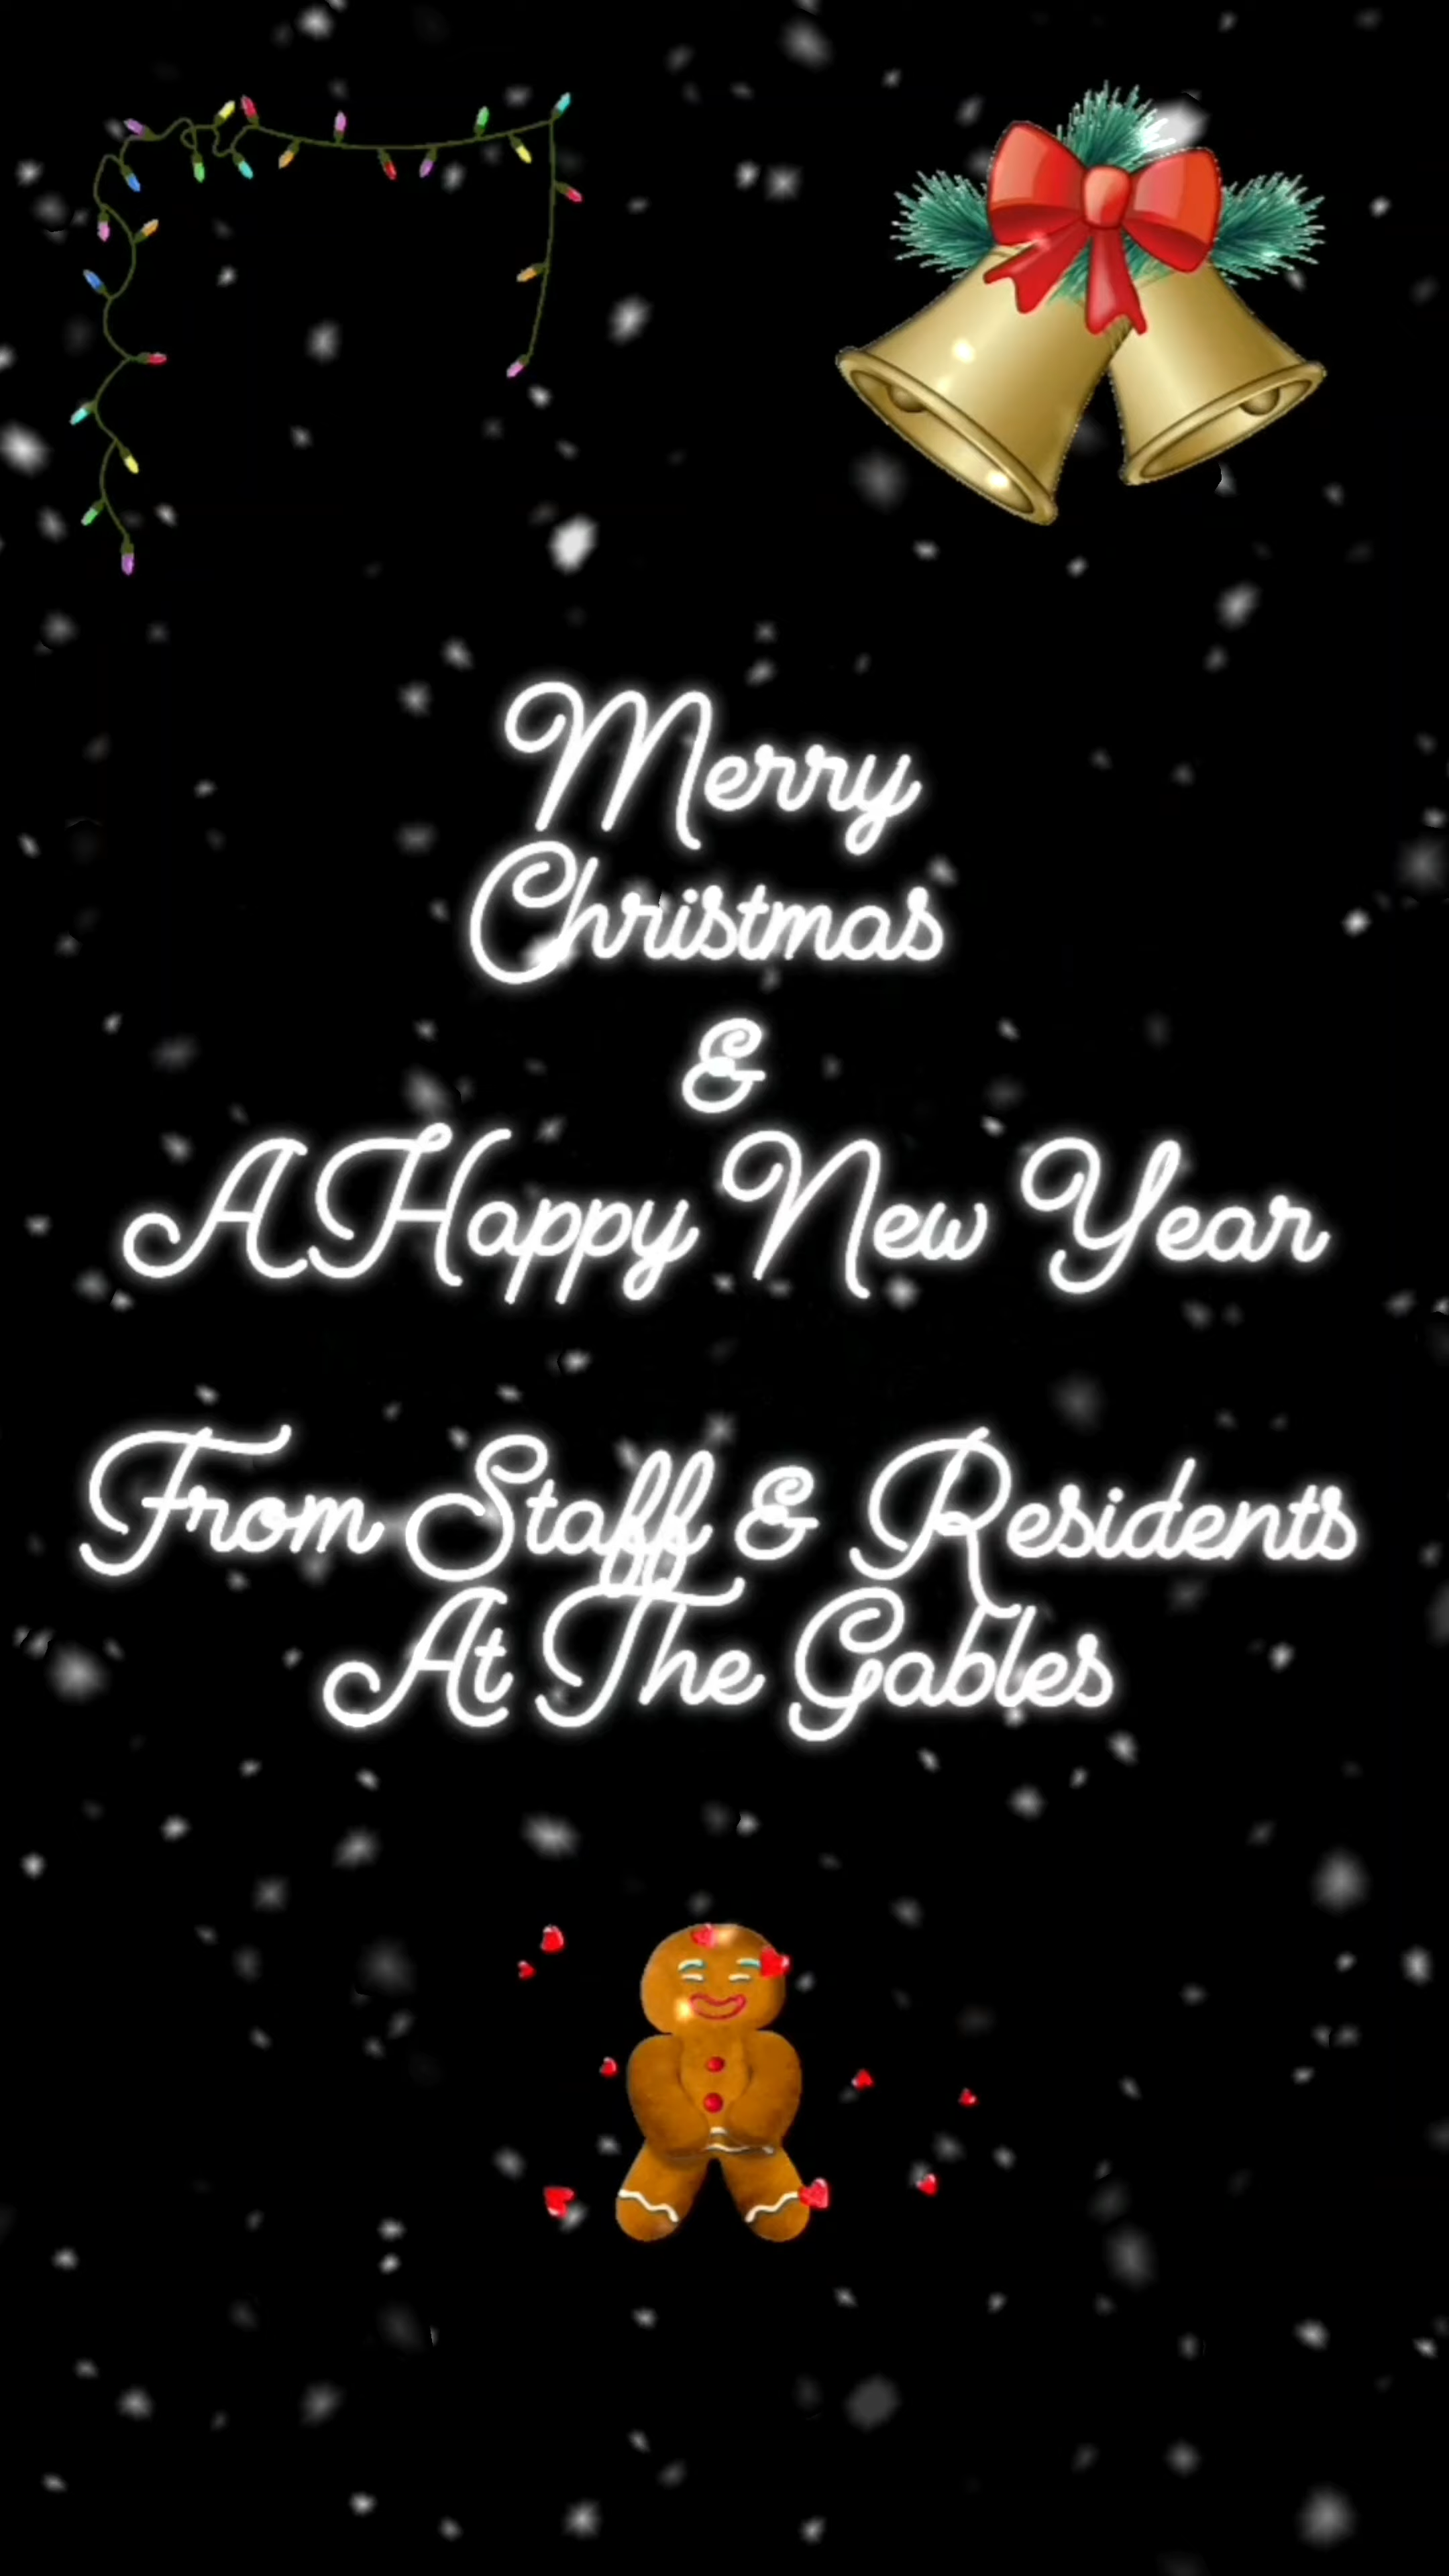 Merry
Christmas
&
A Happy New Year
From Staff & Residents
At The Gables